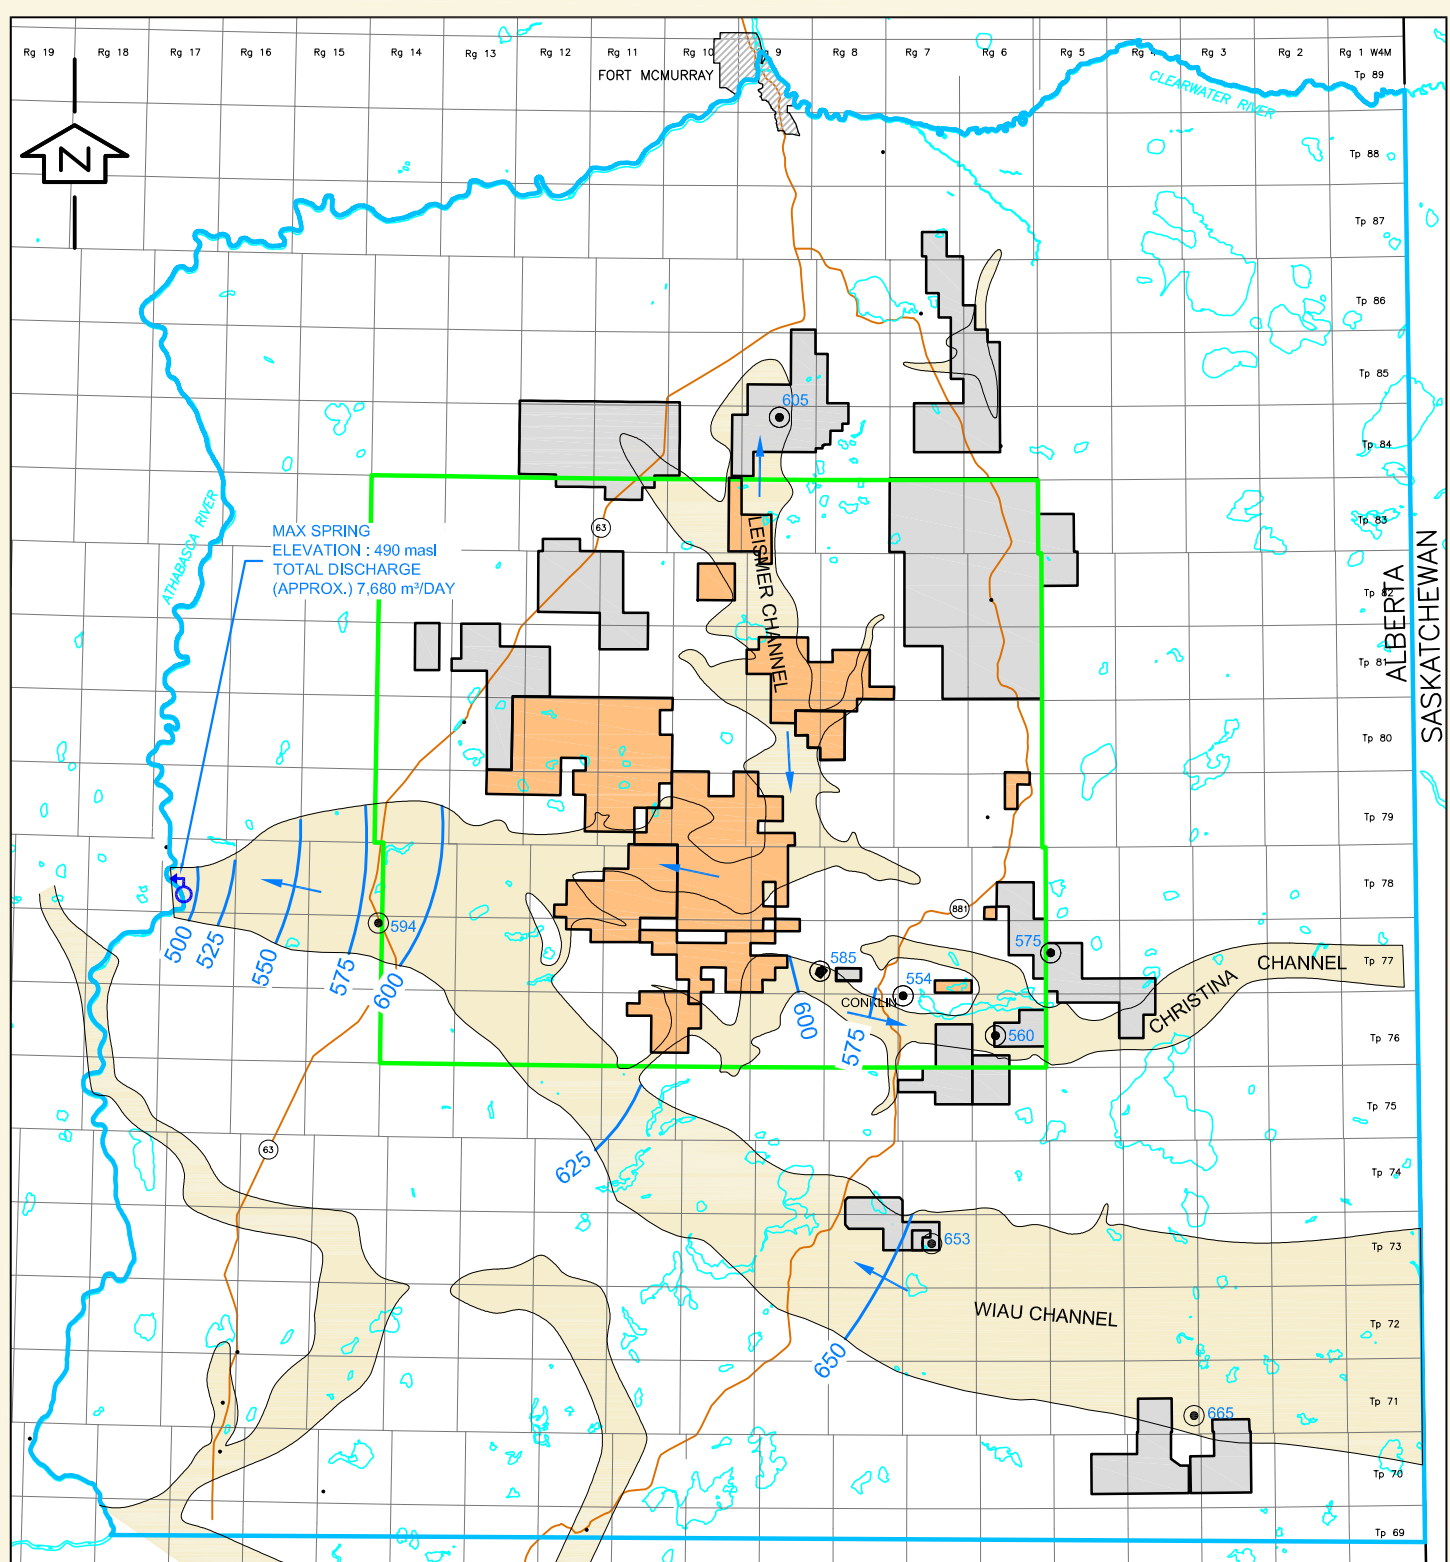 Rg 19 Rg 18 Rg 17 Rg 16 Rg 15 Rg 14 Rg 13 Rg 12 Rg 11 Rg 10 Rg 9 Rg 8 Rg 7 Rg 6 Rg 5 Rg 4 Rg 3 Rg 2 Rg 1 W4M
FORT MCMURRAY
Tp 89
CLEARWATER RIVER
N
Tp 88
Tp 87
Tp 86
Tp 85
605
Tp 84
ATHABASCA RIVER
63
Tp 83
MAX SPRING
ELEVATION : 490 masl
TOTAL DISCHARGE
(APPROX.) 7,680 m³/DAY
LEISMER CHANNEL
Tp 82
ALBERTA
SASKATCHEWAN
Tp 81
Tp 80
Tp 79
Tp 78
881
594
500
525
550
575
600
585
575
554
CHANNEL
Tp 77
CHRISTINA
CONKLIN
600
575
560
Tp 76
Tp 75
63
625
Tp 74
653
Tp 73
WIAU CHANNEL
Tp 72
650
Tp 71
665
Tp 70
Tp 69